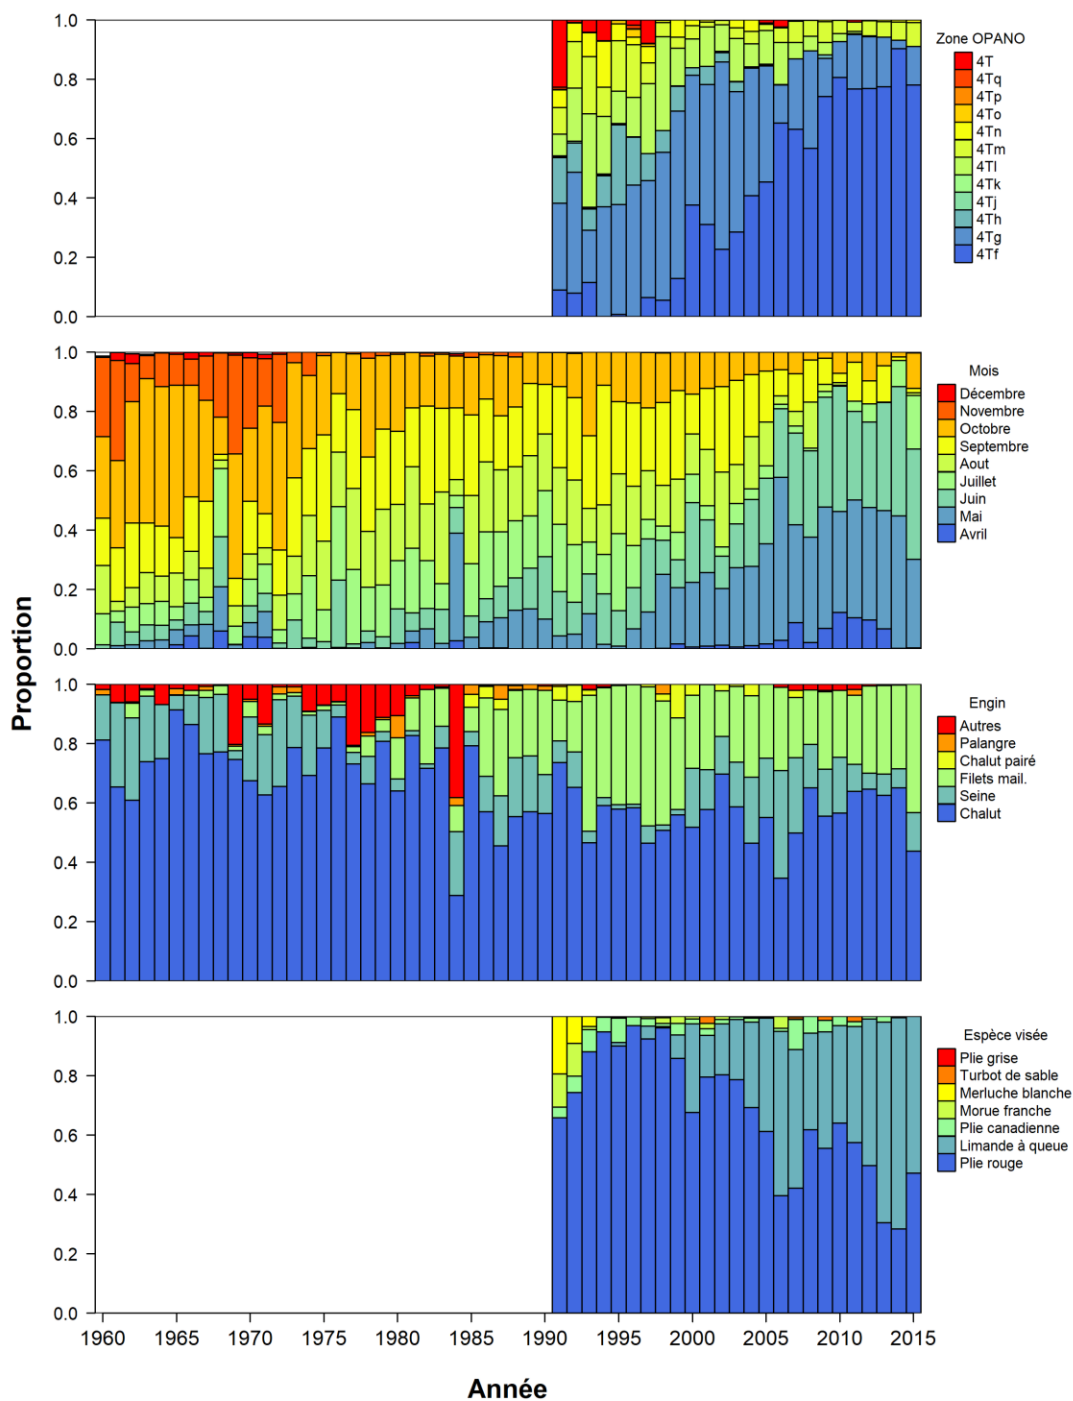 1.0
0.8
0.6
0.4
0.2
0.0
Zone OPANO
4T
4Tq
4Tp
4To
4Tn
4Tm
4Tl
4Tk
4Tj
4Th
4Tg
4Tf
1.0
0.8
0.6
0.4
0.2
0.0
Mois
Décembre
Novembre
Octobre
Septembre
Aout
Juillet
Juin
Mai
Avril
Proportion
1.0
0.8
0.6
0.4
0.2
0.0
Engin
Autres
Palangre
Chalut pairé
Filets mail.
Seine
Chalut
1.0
0.8
0.6
0.4
0.2
0.0
Espèce visée
Plie grise
Turbot de sable
Merluche blanche
Morue franche
Plie canadienne
Limande à queue
Plie rouge
1960 1965 1970 1975 1980 1985 1990 1995 2000 2005 2010 2015
Année